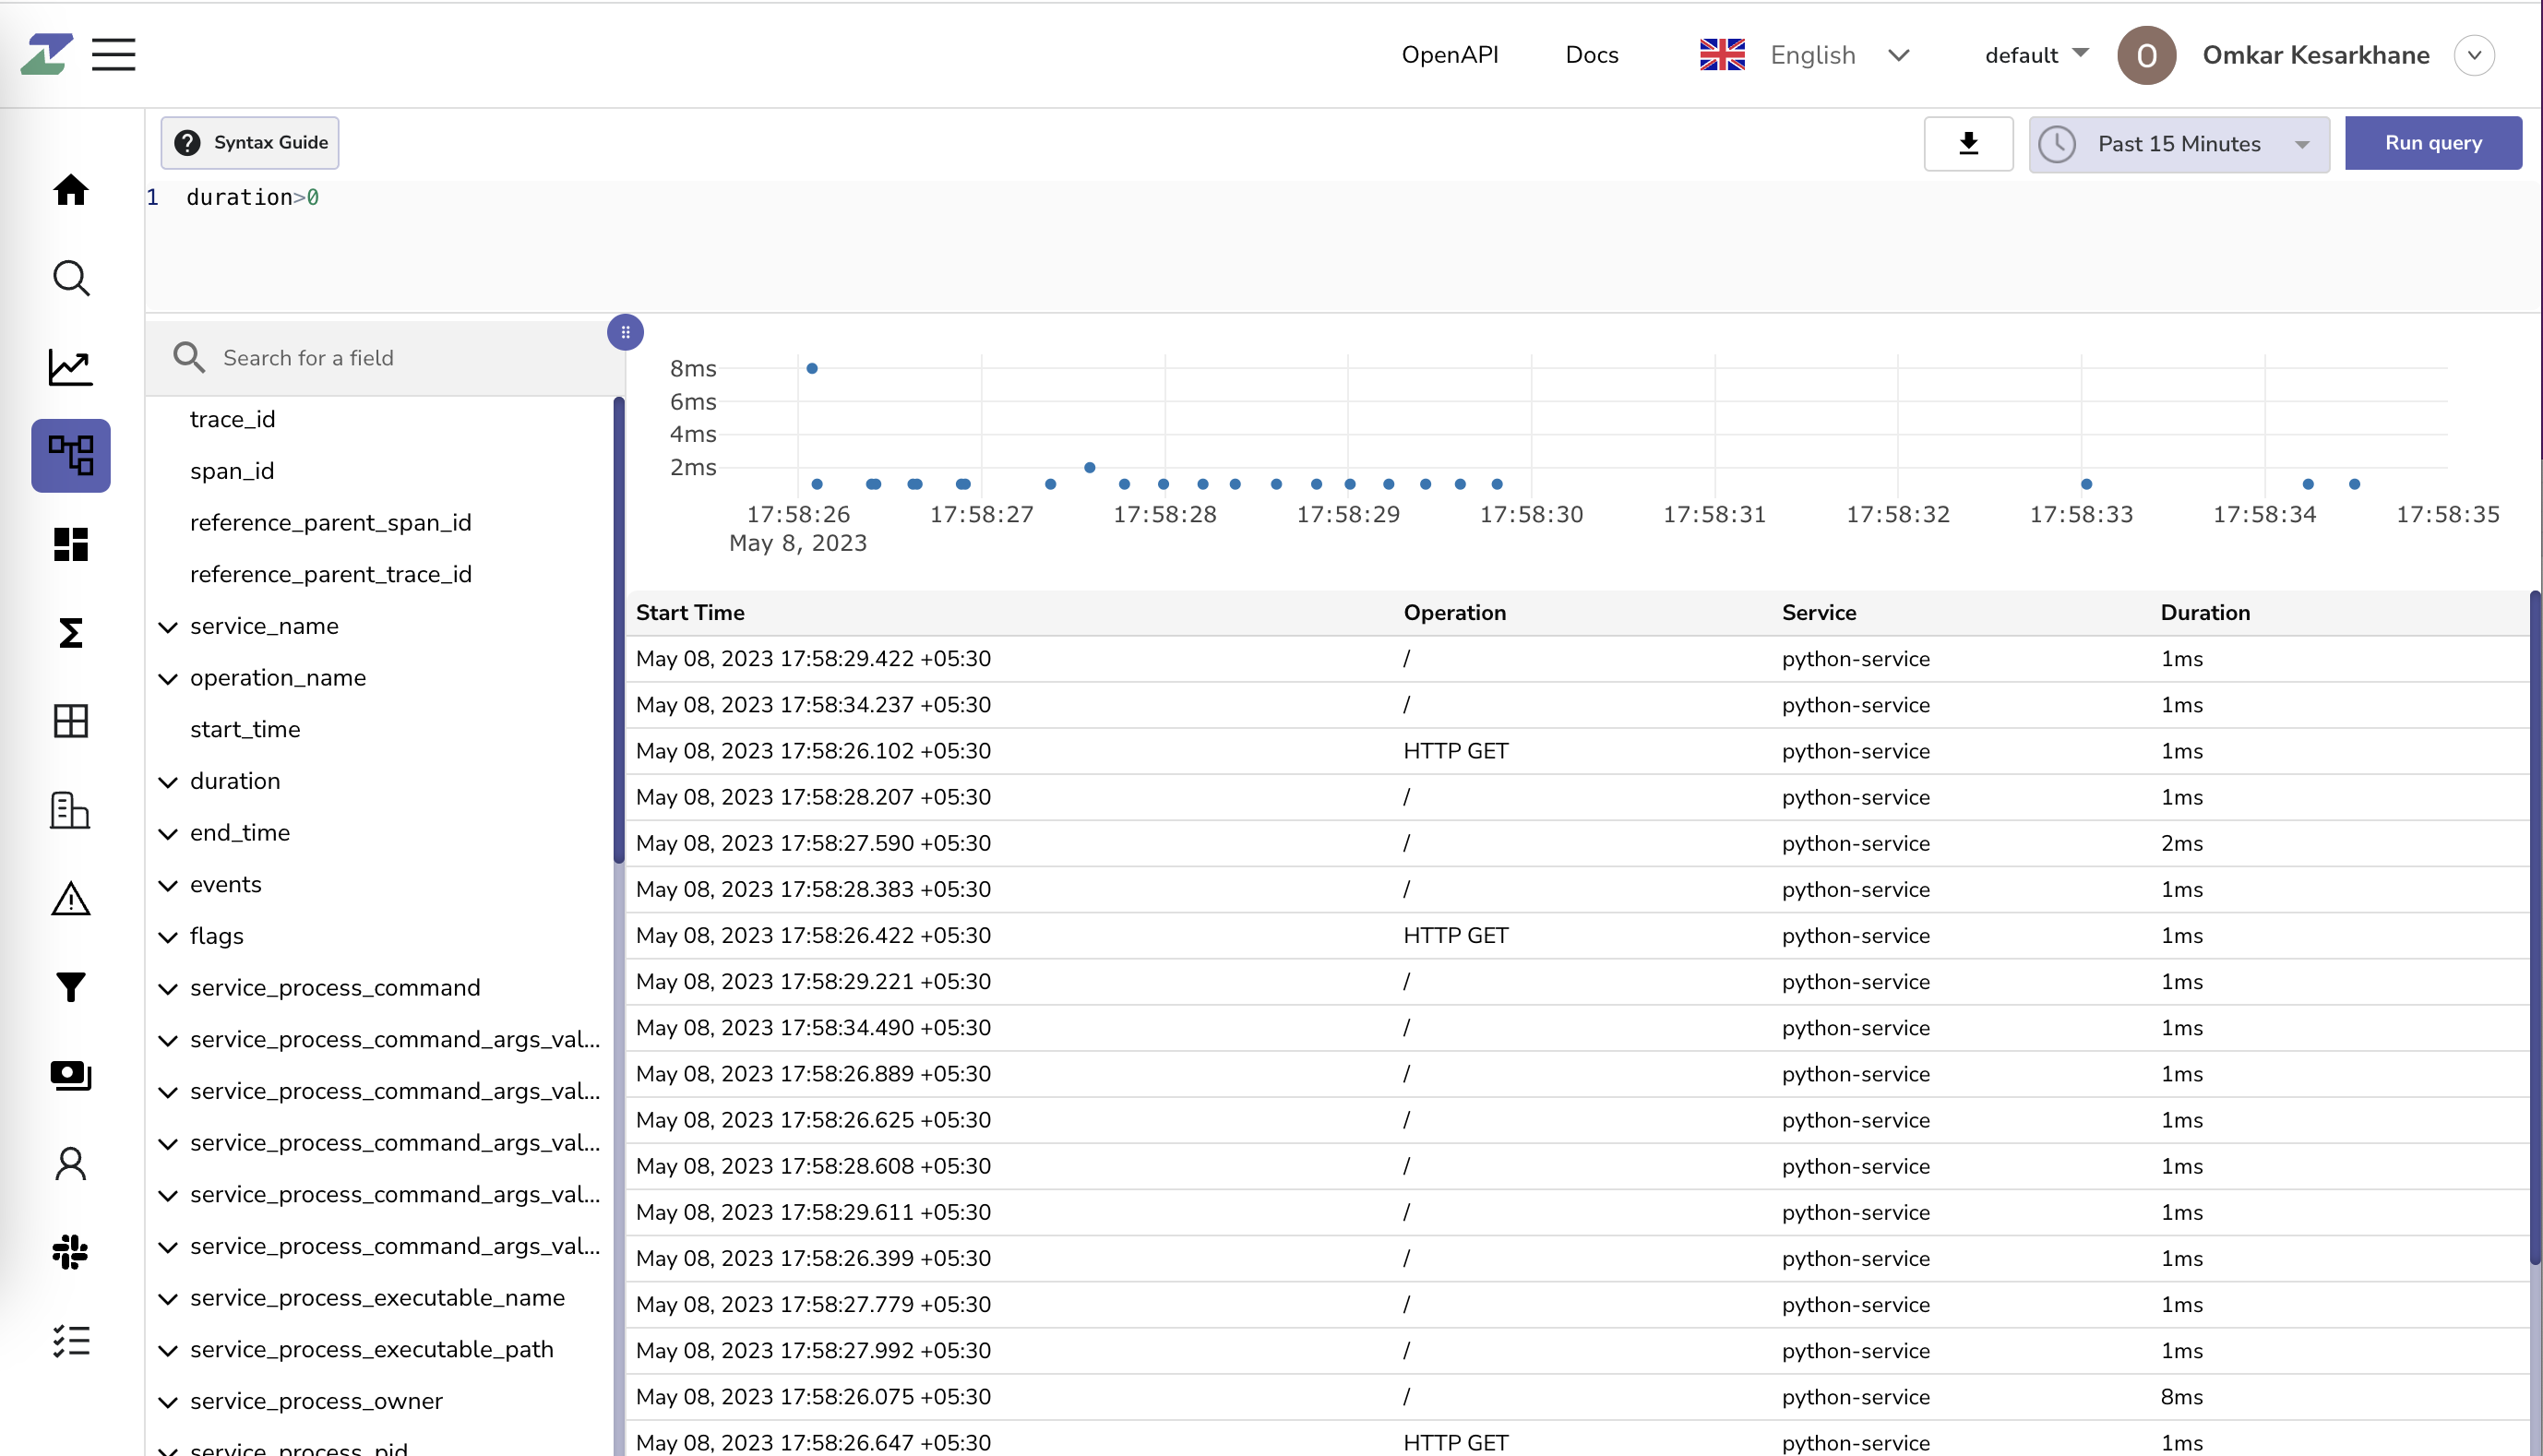 OpenAPI Docs English default O Omkar Kesarkhane
Syntax Guide Past 15 Minutes Run query
1 duration>0
Search for a field
trace_id
span_id
reference_parent_span_id
reference_parent_trace_id
service_name
operation_name
start_time
duration
end_time
events
flags
service_process_command
service_process_command_args_val...
service_process_command_args_val...
service_process_command_args_val...
service_process_command_args_val...
service_process_command_args_val...
service_process_executable_name
service_process_executable_path
service_process_owner
service_process_pid
8ms
6ms
4ms
2ms
17:58:26 17:58:27 17:58:28 17:58:29 17:58:30 17:58:31 17:58:32 17:58:33 17:58:34 17:58:35
May 8, 2023
Start Time Operation Service Duration
May 08, 2023 17:58:29.422 +05:30 / python-service 1ms
May 08, 2023 17:58:34.237 +05:30 / python-service 1ms
May 08, 2023 17:58:26.102 +05:30 HTTP GET python-service 1ms
May 08, 2023 17:58:28.207 +05:30 / python-service 1ms
May 08, 2023 17:58:27.590 +05:30 / python-service 2ms
May 08, 2023 17:58:28.383 +05:30 / python-service 1ms
May 08, 2023 17:58:26.422 +05:30 HTTP GET python-service 1ms
May 08, 2023 17:58:29.221 +05:30 / python-service 1ms
May 08, 2023 17:58:34.490 +05:30 / python-service 1ms
May 08, 2023 17:58:26.889 +05:30 / python-service 1ms
May 08, 2023 17:58:26.625 +05:30 / python-service 1ms
May 08, 2023 17:58:28.608 +05:30 / python-service 1ms
May 08, 2023 17:58:29.611 +05:30 / python-service 1ms
May 08, 2023 17:58:26.399 +05:30 / python-service 1ms
May 08, 2023 17:58:27.779 +05:30 / python-service 1ms
May 08, 2023 17:58:27.992 +05:30 / python-service 1ms
May 08, 2023 17:58:26.075 +05:30 / python-service 8ms
May 08, 2023 17:58:26.647 +05:30 HTTP GET python-service 1ms